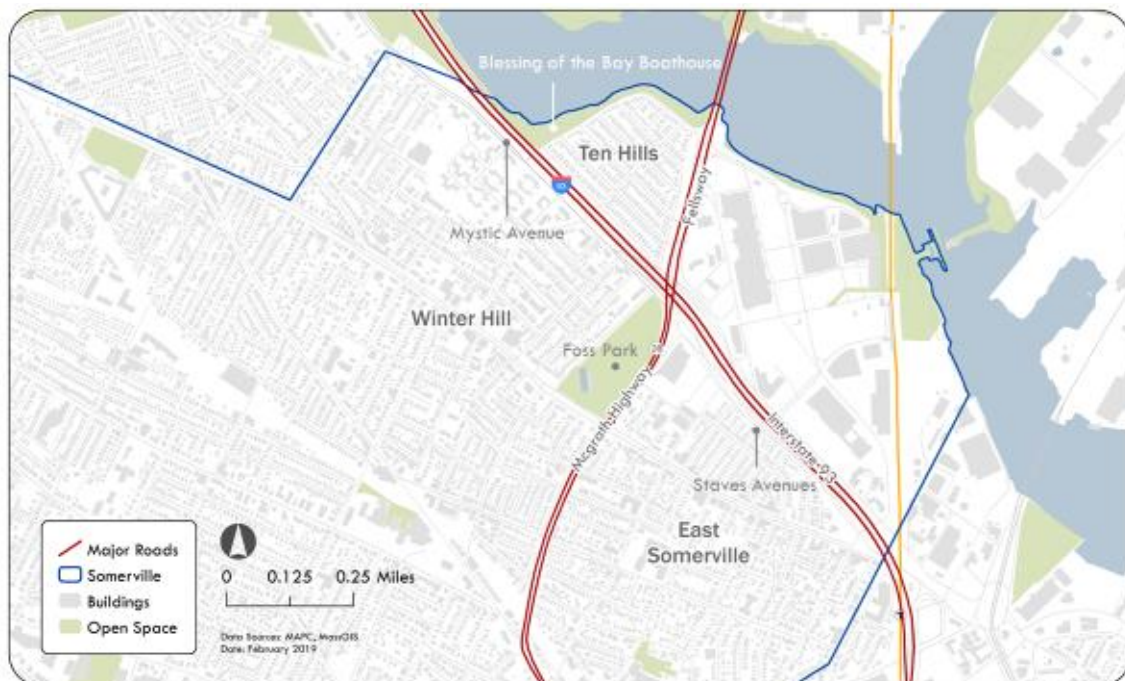 Blessing of the Bay Boathouse
Ten Hills
Fellsway
93
Mystic Avenue
Winter Hill
Foss Park
Mcgrath Highway
Interstate 93
Staves Avenues
East
Somerville
Major Roads
Somerville
Buildings
Open Space
0 0.125 0.25 Miles
Data Sources: MAPC, MassGIS
Date: February 2019